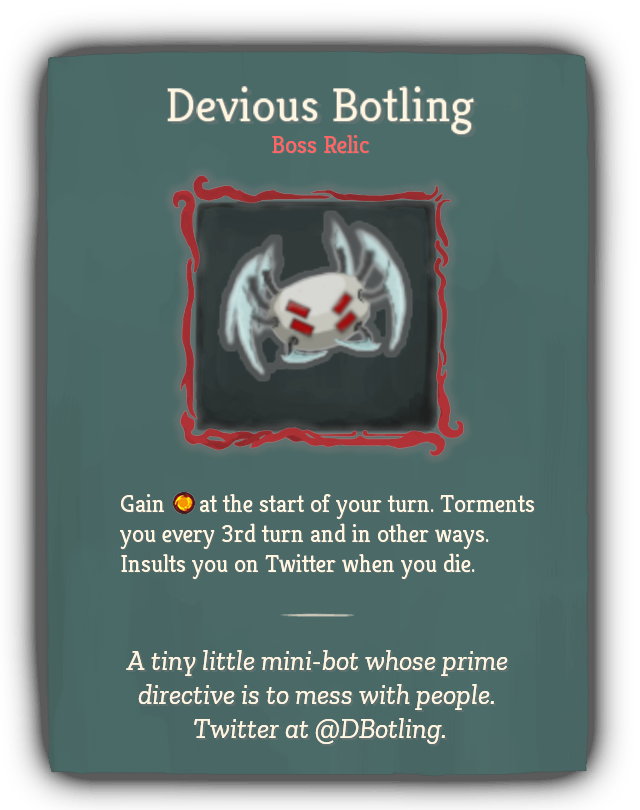 Devious Botling
Boss Relic
Gain at the start of your turn. Torments
you every 3rd turn and in other ways.
Insults you on Twitter when you die.
A tiny little mini-bot whose prime
directive is to mess with people.
Twitter at @DBotling.